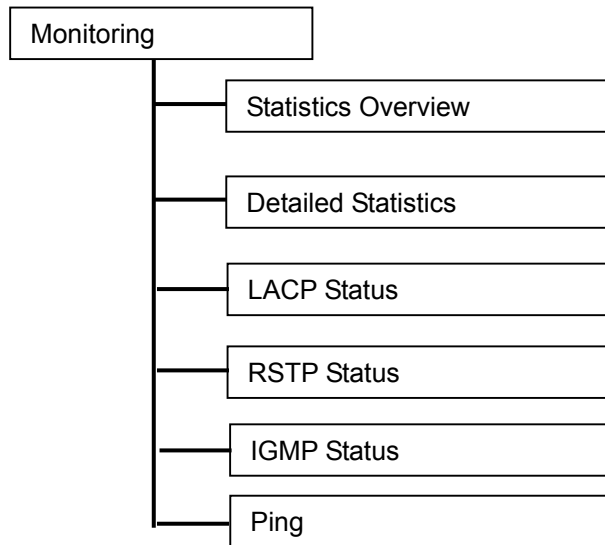 Monitoring
Statistics Overview
Detailed Statistics
LACP Status
RSTP Status
IGMP Status
Ping